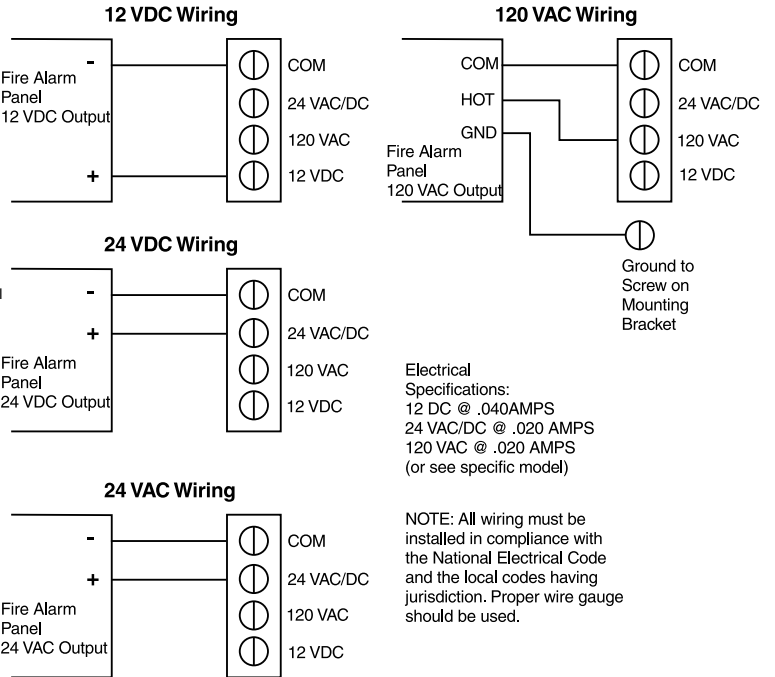 12 VDC Wiring
-
Fire Alarm
Panel
12 VDC Output
+
COM
24 VAC/DC
120 VAC
12 VDC
120 VAC Wiring
COM
HOT
GND
Fire Alarm
Panel
120 VAC Output
COM
24 VAC/DC
120 VAC
12 VDC
Ground to
Screw on
Mounting
Bracket
24 VDC Wiring
-
+
Fire Alarm
Panel
24 VDC Output
COM
24 VAC/DC
120 VAC
12 VDC
Electrical
Specifications:
12 DC @ .040AMPS
24 VAC/DC @ .020 AMPS
120 VAC @ .020 AMPS
(or see specific model)
24 VAC Wiring
-
+
Fire Alarm
Panel
24 VAC Output
COM
24 VAC/DC
120 VAC
12 VDC
NOTE: All wiring must be
installed in compliance with
the National Electrical Code
and the local codes having
jurisdiction. Proper wire gauge
should be used.